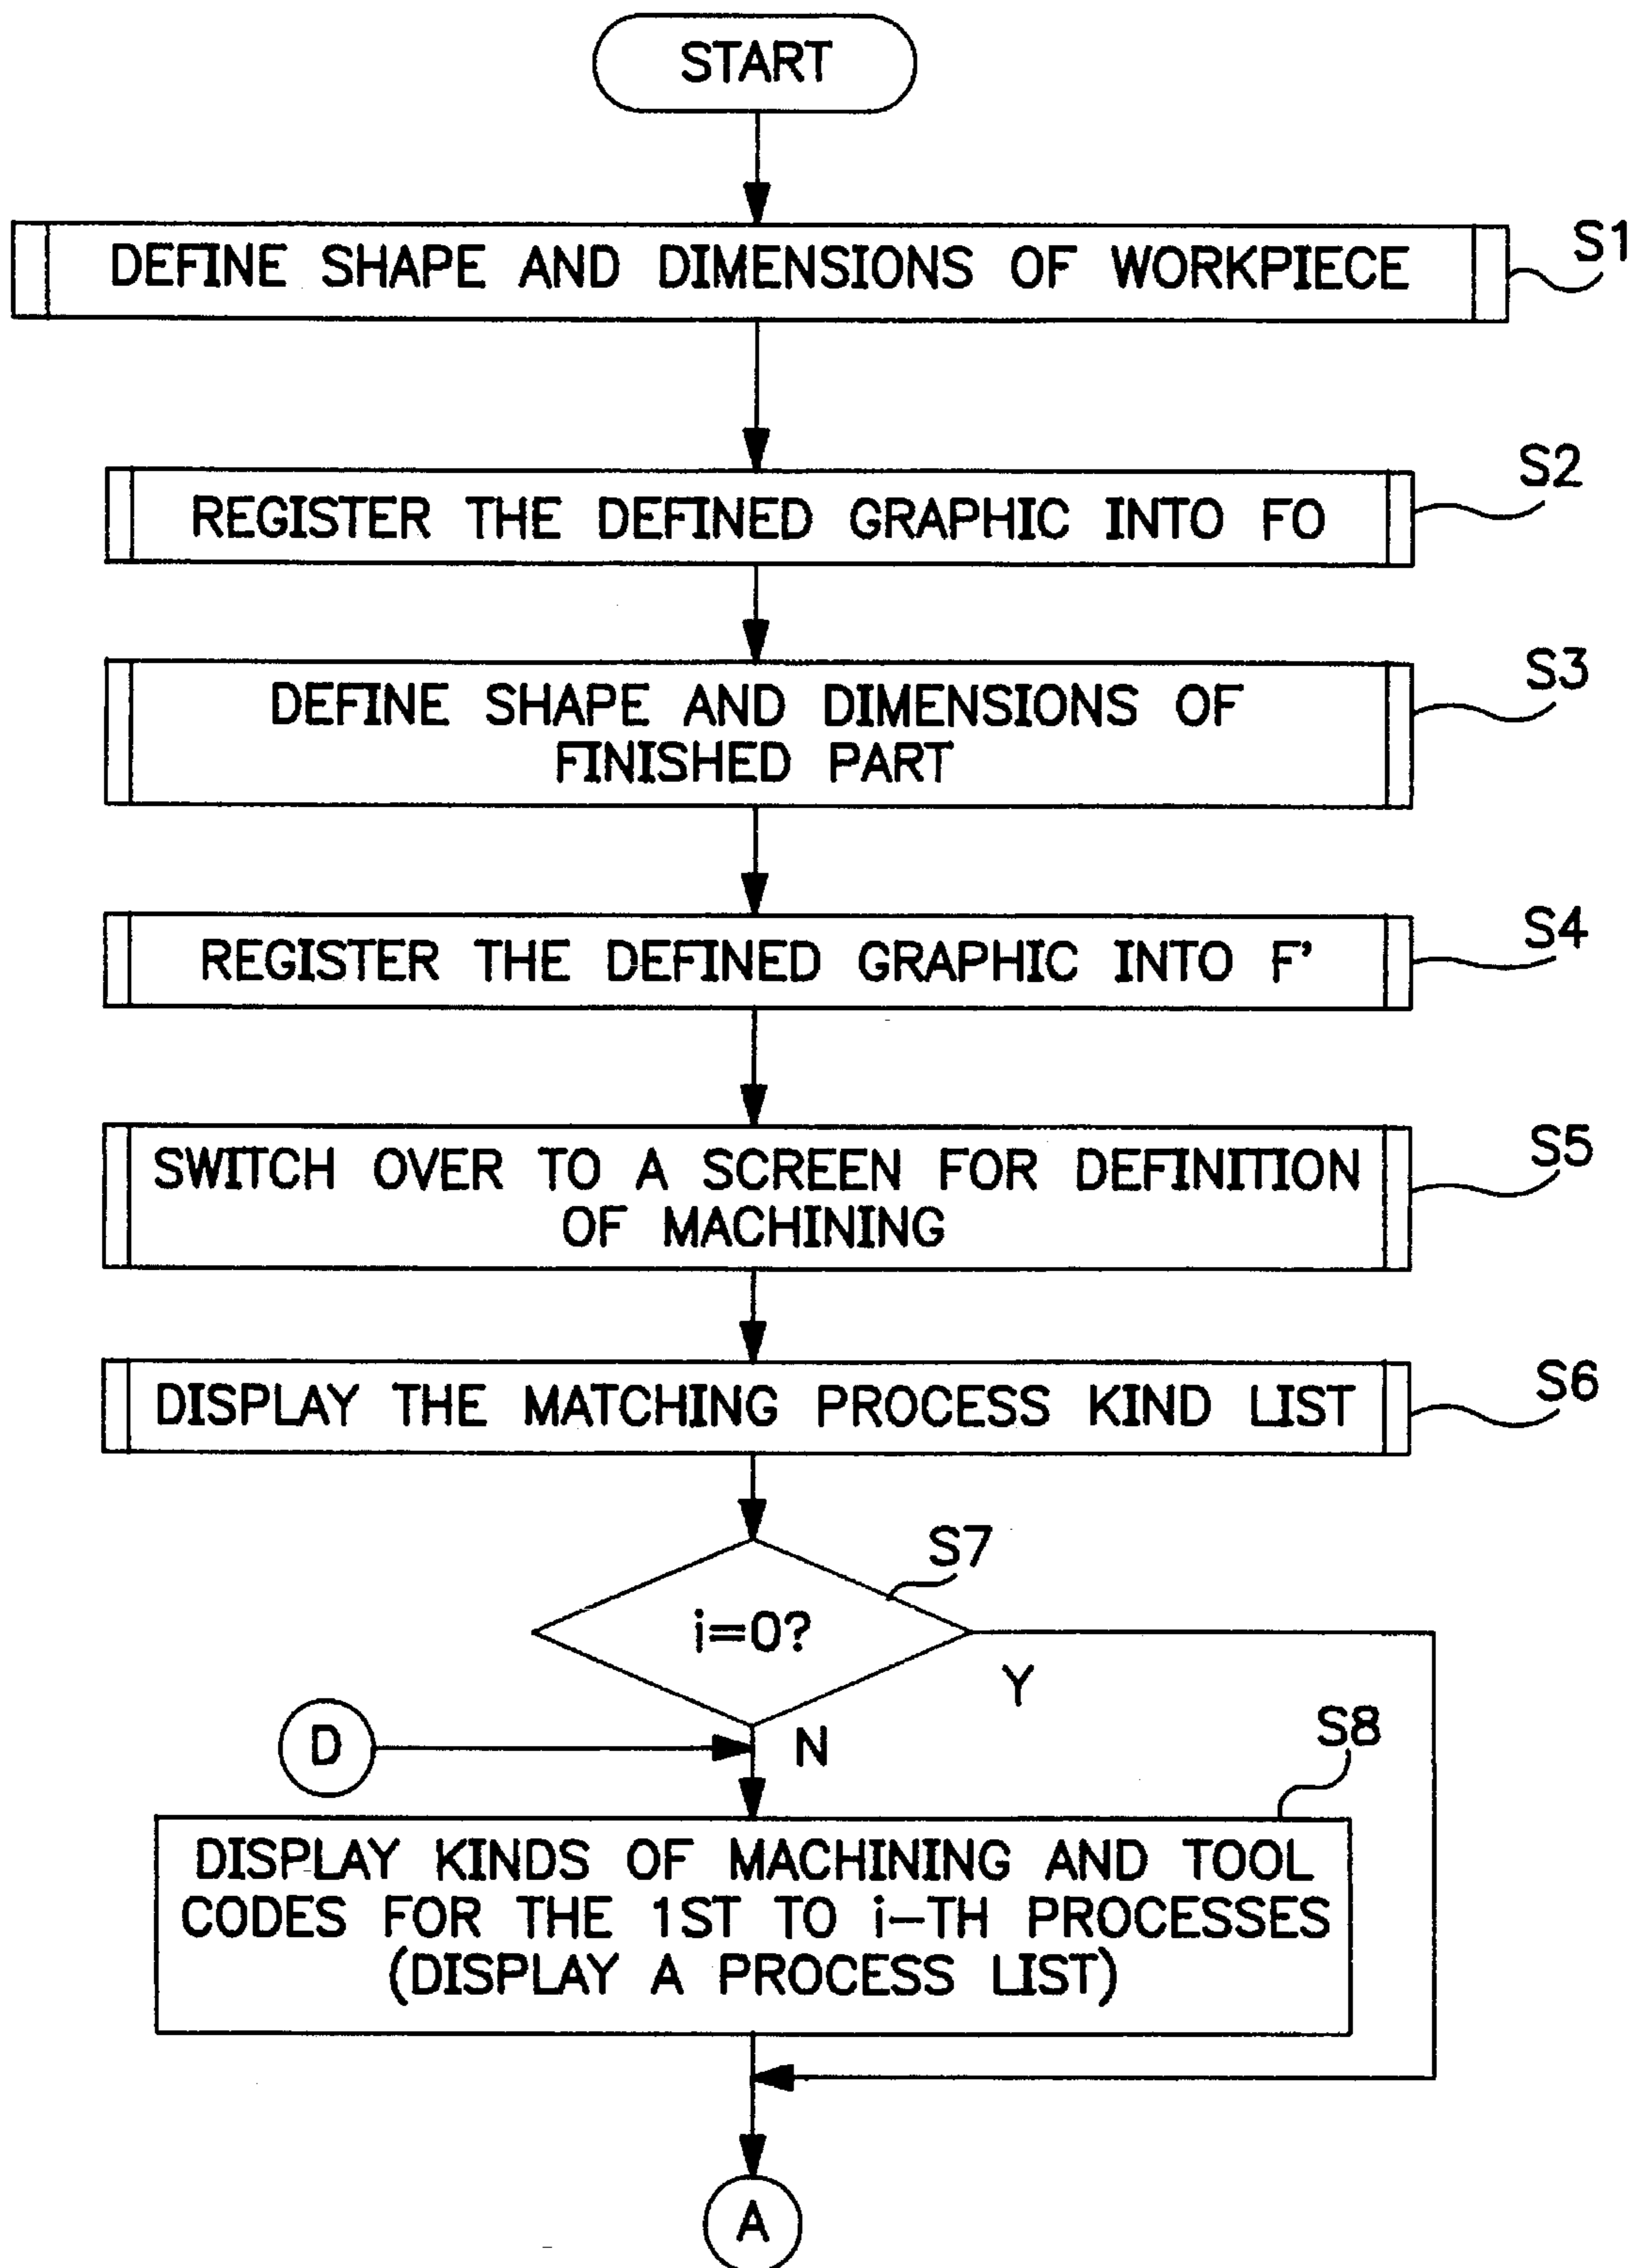 START
DEFINE SHAPE AND DIMENSIONS OF WORKPIECE
S1
REGISTER THE DEFINED GRAPHIC INTO FO
S2
DEFINE SHAPE AND DIMENSIONS OF
FINISHED PART
S3
REGISTER THE DEFINED GRAPHIC INTO F'
S4
SWITCH OVER TO A SCREEN FOR DEFINITION
OF MACHINING
S5
DISPLAY THE MATCHING PROCESS KIND LIST
S6
S7
i=0?
Y
D
N
S8
DISPLAY KINDS OF MACHINING AND TOOL
CODES FOR THE 1ST TO i-TH PROCESSES
(DISPLAY A PROCESS LIST)
A